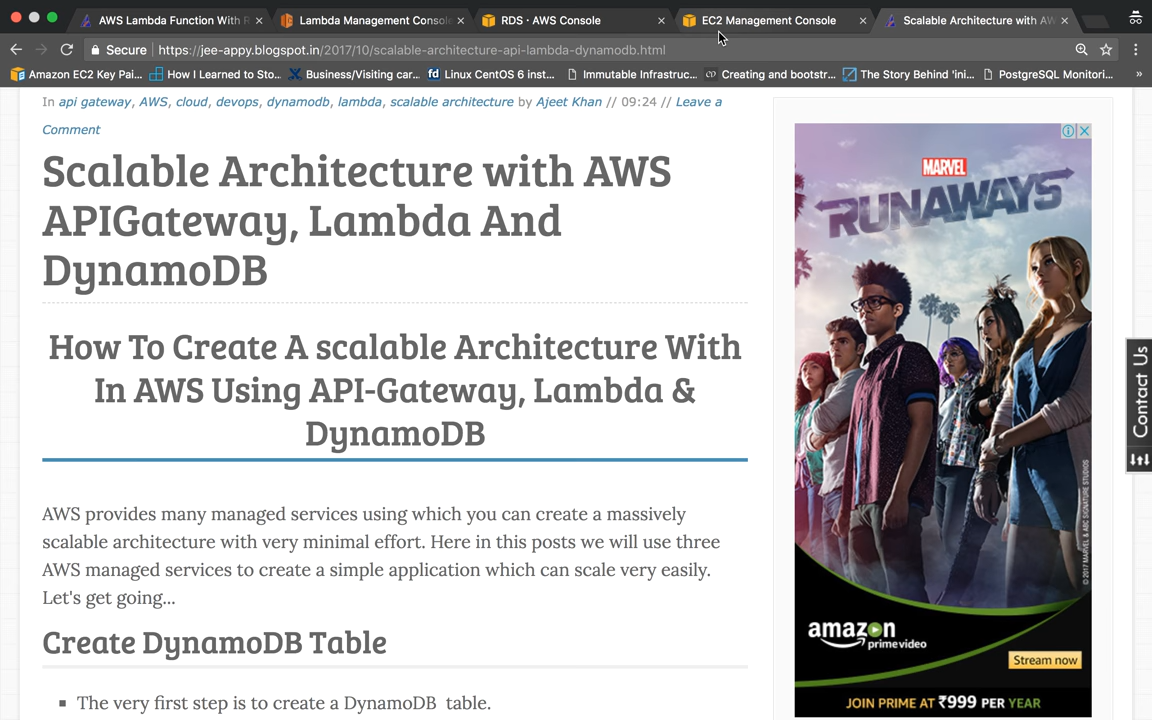 AWS Lambda Function With R
Lambda Management Console
RDS · AWS Console
EC2 Management Console
Scalable Architecture with AW
Secure
https://jee-appy.blogspot.in/2017/10/scalable-architecture-api-lambda-dynamodb.html
Amazon EC2 Key Pai...
How I Learned to Sto...
Business/Visiting car...
fd Linux CentOS 6 inst...
Immutable Infrastruc...
Creating and bootstr...
The Story Behind 'ini...
PostgreSQL Monitori...
»
In api gateway, AWS, cloud, devops, dynamodb, lambda, scalable architecture by Ajeet Khan // 09:24 // Leave a
Comment
Scalable Architecture with AWS
APIGateway, Lambda And
DynamoDB
How To Create A scalable Architecture With
In AWS Using API-Gateway, Lambda &
DynamoDB
AWS provides many managed services using which you can create a massively
scalable architecture with very minimal effort. Here in this posts we will use three
AWS managed services to create a simple application which can scale very easily.
Let's get going...
Create DynamoDB Table
▪ The very first step is to create a DynamoDB table.
MARVEL
RUNAWAYS
© 2017 MARVEL & ABC SIGNATURE STUDIOS
amazon
prime video
Stream now
JOIN PRIME AT ₹999 PER YEAR
Contact Us